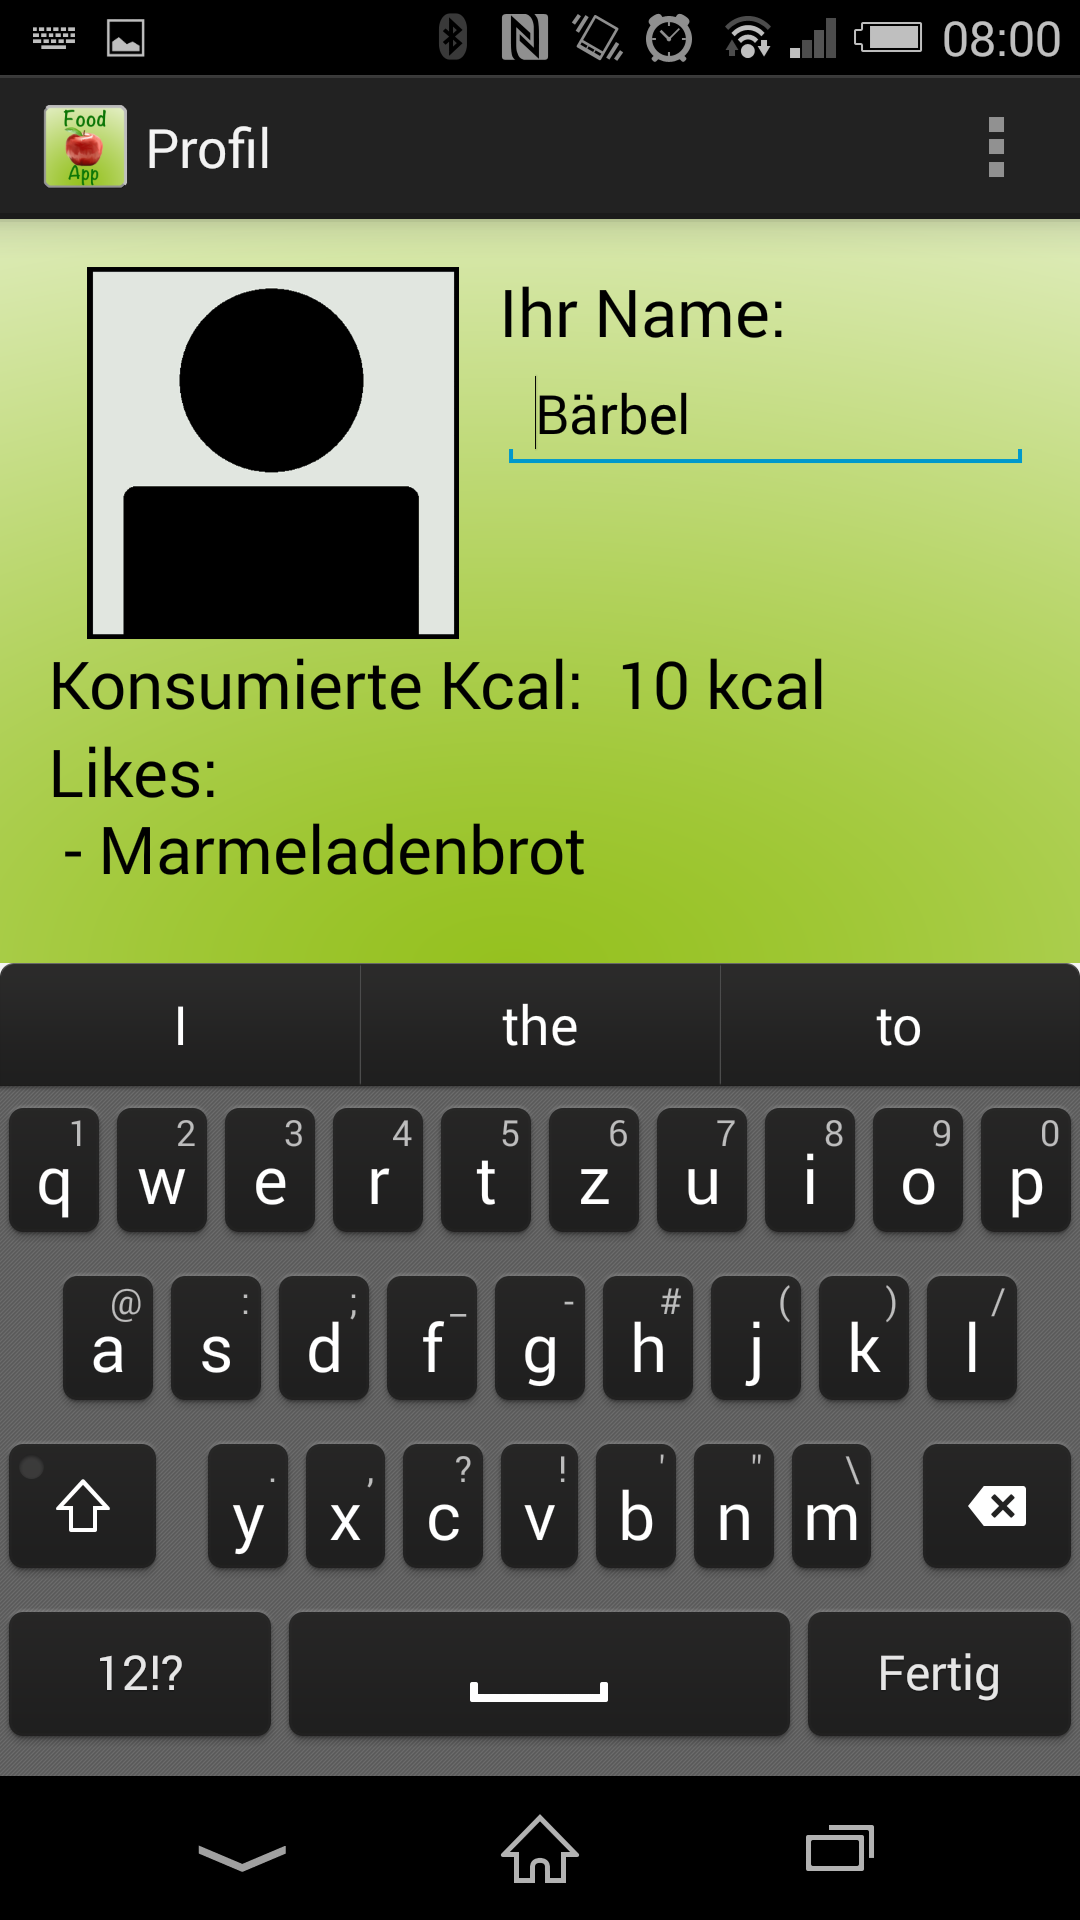 08:00
Food
App
Profil
Ihr Name:
Bärbel
Konsumierte Kcal: 10 kcal
Likes:
- Marmeladenbrot
I the to
1 2 3 4 5 6 7 8 9 0
q w e r t z u i o p
@ : ; _ - # ( ) /
a s d f g h j k l
. , ? ! ' " \
y x c v b n m
12!? Fertig